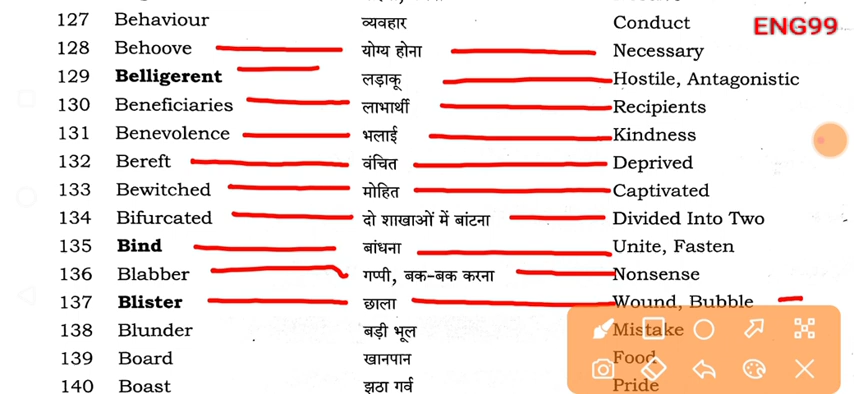 ENG99
127 Behaviour व्यवहार Conduct
128 Behoove योग्य होना Necessary
129 Belligerent लड़ाकू Hostile, Antagonistic
130 Beneficiaries लाभार्थी Recipients
131 Benevolence भलाई Kindness
132 Bereft वंचित Deprived
133 Bewitched मोहित Captivated
134 Bifurcated दो शाखाओं में बांटना Divided Into Two
135 Bind बांधना Unite, Fasten
136 Blabber गप्पी, बक-बक करना Nonsense
137 Blister छाला Wound, Bubble
138 Blunder बड़ी भूल Mistake
139 Board खानपान Food
140 Boast झठा गर्व Pride